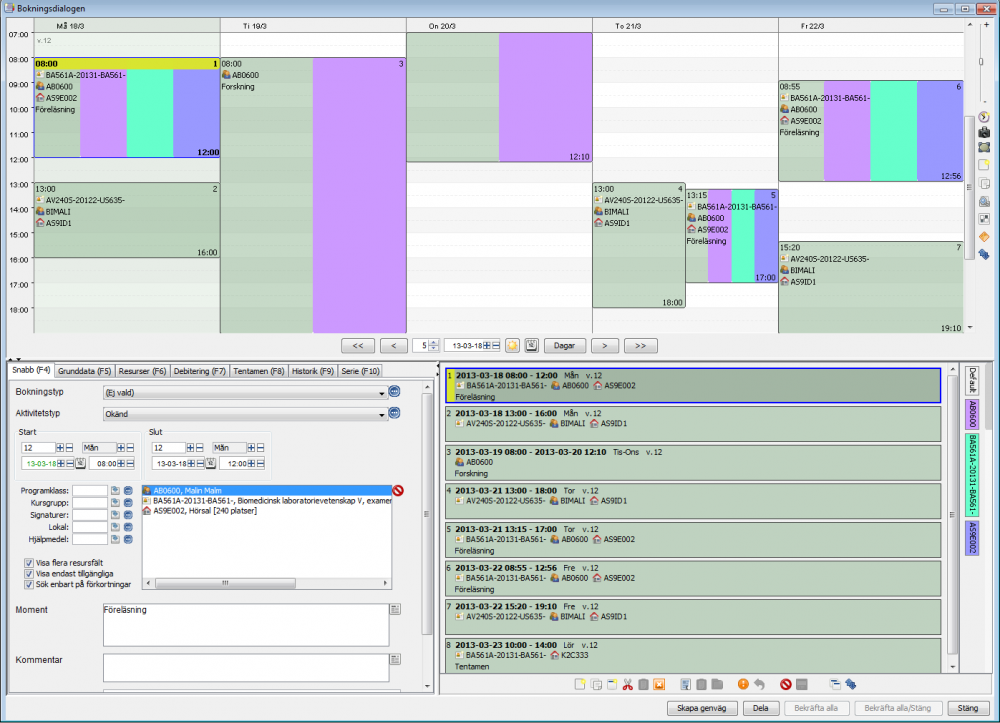 Bokningsdialogen
Må 18/3
Ti 19/3
On 20/3
To 21/3
Fr 22/3
07:00
08:00
09:00
10:00
11:00
12:00
13:00
14:00
15:00
16:00
17:00
18:00
v.12
08:00 1
BA561A-20131-BA561-
AB0600
AS9E002
Föreläsning
12:00
13:00 2
AV240S-20122-US635-
BIMALI
AS9ID1
16:00
08:00 3
AB0600
Forskning
12:10
13:00 4
AV240S-20122-US635-
BIMALI
AS9ID1
18:00
13:15 5
BA561A-20131-BA561-
AB0600
AS9E002
Föreläsning
17:00
08:55 6
BA561A-20131-BA561-
AB0600
AS9E002
Föreläsning
12:56
15:20 7
AV240S-20122-US635-
BIMALI
AS9ID1
19:10
<< < 5 13-03-18 Dagar > >>
Snabb (F4) Grunddata (F5) Resurser (F6) Debitering (F7) Tentamen (F8) Historik (F9) Serie (F10)
Bokningstyp (Ej vald)
Aktivitetstyp Okänd
Start Slut
12 Mån 12 Mån
13-03-18 08:00 13-03-18 12:00
Programklass:
Kursgrupp:
Signaturer:
Lokal:
Hjälpmedel:
AB0600, Malin Malm
BA561A-20131-BA561-, Biomedicinsk laboratorievetenskap V, examen
AS9E002, Hörsal [240 platser]
Visa flera resursfält
Visa endast tillgängliga
Sök enbart på förkortningar
Moment Föreläsning
Kommentar
1 2013-03-18 08:00 - 12:00 Mån v.12
BA561A-20131-BA561- AB0600 AS9E002
Föreläsning
2 2013-03-18 13:00 - 16:00 Mån v.12
AV240S-20122-US635- BIMALI AS9ID1
3 2013-03-19 08:00 - 2013-03-20 12:10 Tis-Ons v.12
AB0600
Forskning
4 2013-03-21 13:00 - 18:00 Tor v.12
AV240S-20122-US635- BIMALI AS9ID1
5 2013-03-21 13:15 - 17:00 Tor v.12
BA561A-20131-BA561- AB0600 AS9E002
Föreläsning
6 2013-03-22 08:55 - 12:56 Fre v.12
BA561A-20131-BA561- AB0600 AS9E002
Föreläsning
7 2013-03-22 15:20 - 19:10 Fre v.12
AV240S-20122-US635- BIMALI AS9ID1
8 2013-03-23 10:00 - 14:00 Lör v.12
BA561A-20131-BA561- K2C333
Tentamen
Default
AB0600
BA561A-20131-BA561-
AS9E002
Skapa genväg Dela Bekräfta alla Bekräfta alla/Stäng Stäng